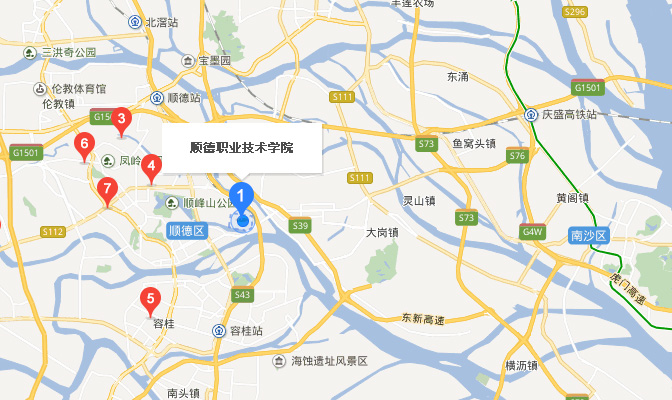 丰莲农场
S296
北滘站
三洪奇公园
宝墨园
东涌
伦教体育馆
伦教镇
顺德站
S111
G1501
G1501
庆盛高铁站
3
6
G1501
凤岭
4
顺德职业技术学院
S73
鱼窝头镇
S76
7
顺峰山公园
1
S111
灵山镇
黄阁镇
S112
顺德区
S39
大岗镇
S73
G4W
南沙区
虎门高速
5
容桂
S43
容桂站
东新高速
海蚀遗址风景区
横沥镇
南头镇